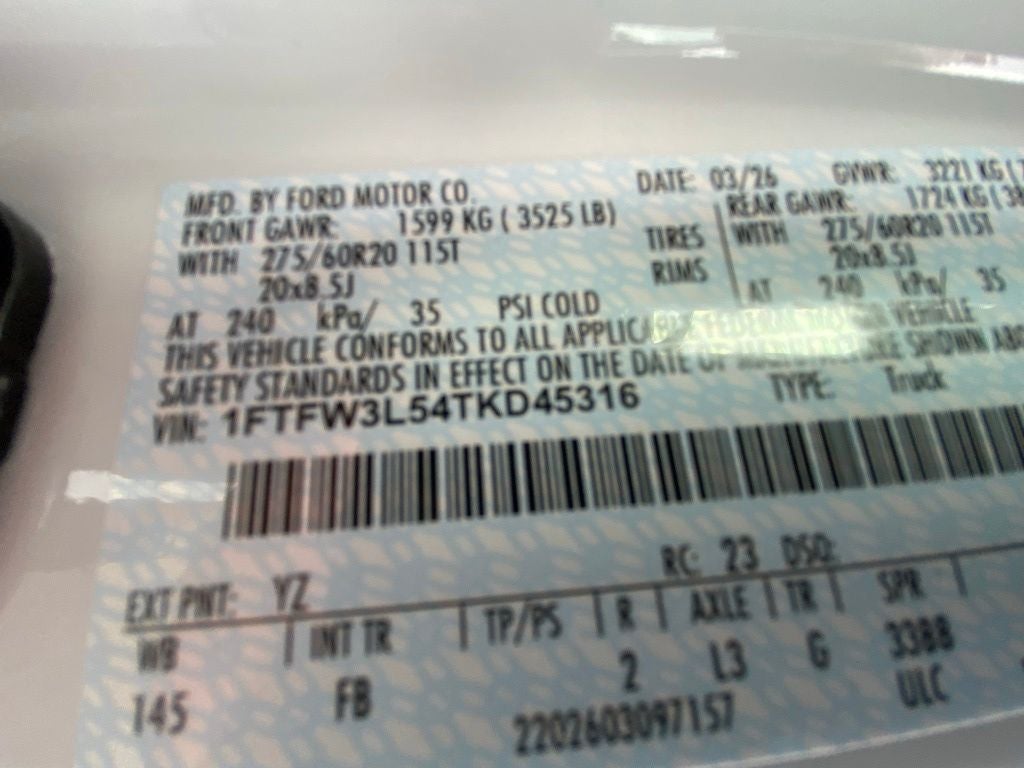 MFD. BY FORD MOTOR CO. DATE: 03/26 GVWR: 3221 KG (
FRONT GAWR: 1599 KG ( 3525 LB) REAR GAWR: 1724 KG (
WITH 275/60R20 115T TIRES WITH 275/60R20 115T
20x8.5J RIMS 20x8.5J
AT 240 kPa/ 35 PSI COLD AT 240 kPa/ 35
THIS VEHICLE CONFORMS TO ALL VEHICLE
SAFETY STANDARDS IN EFFECT ON THE DATE OF SHOWN
VIN: 1FTFW3L54TKD45316 TYPE: Truck
EXT PNT: YZ RC: 23 DSO:
WB INT TR TP/PS R AXLE TR SPR
145 FB 2 L3 G 3388
2202603097157 ULC